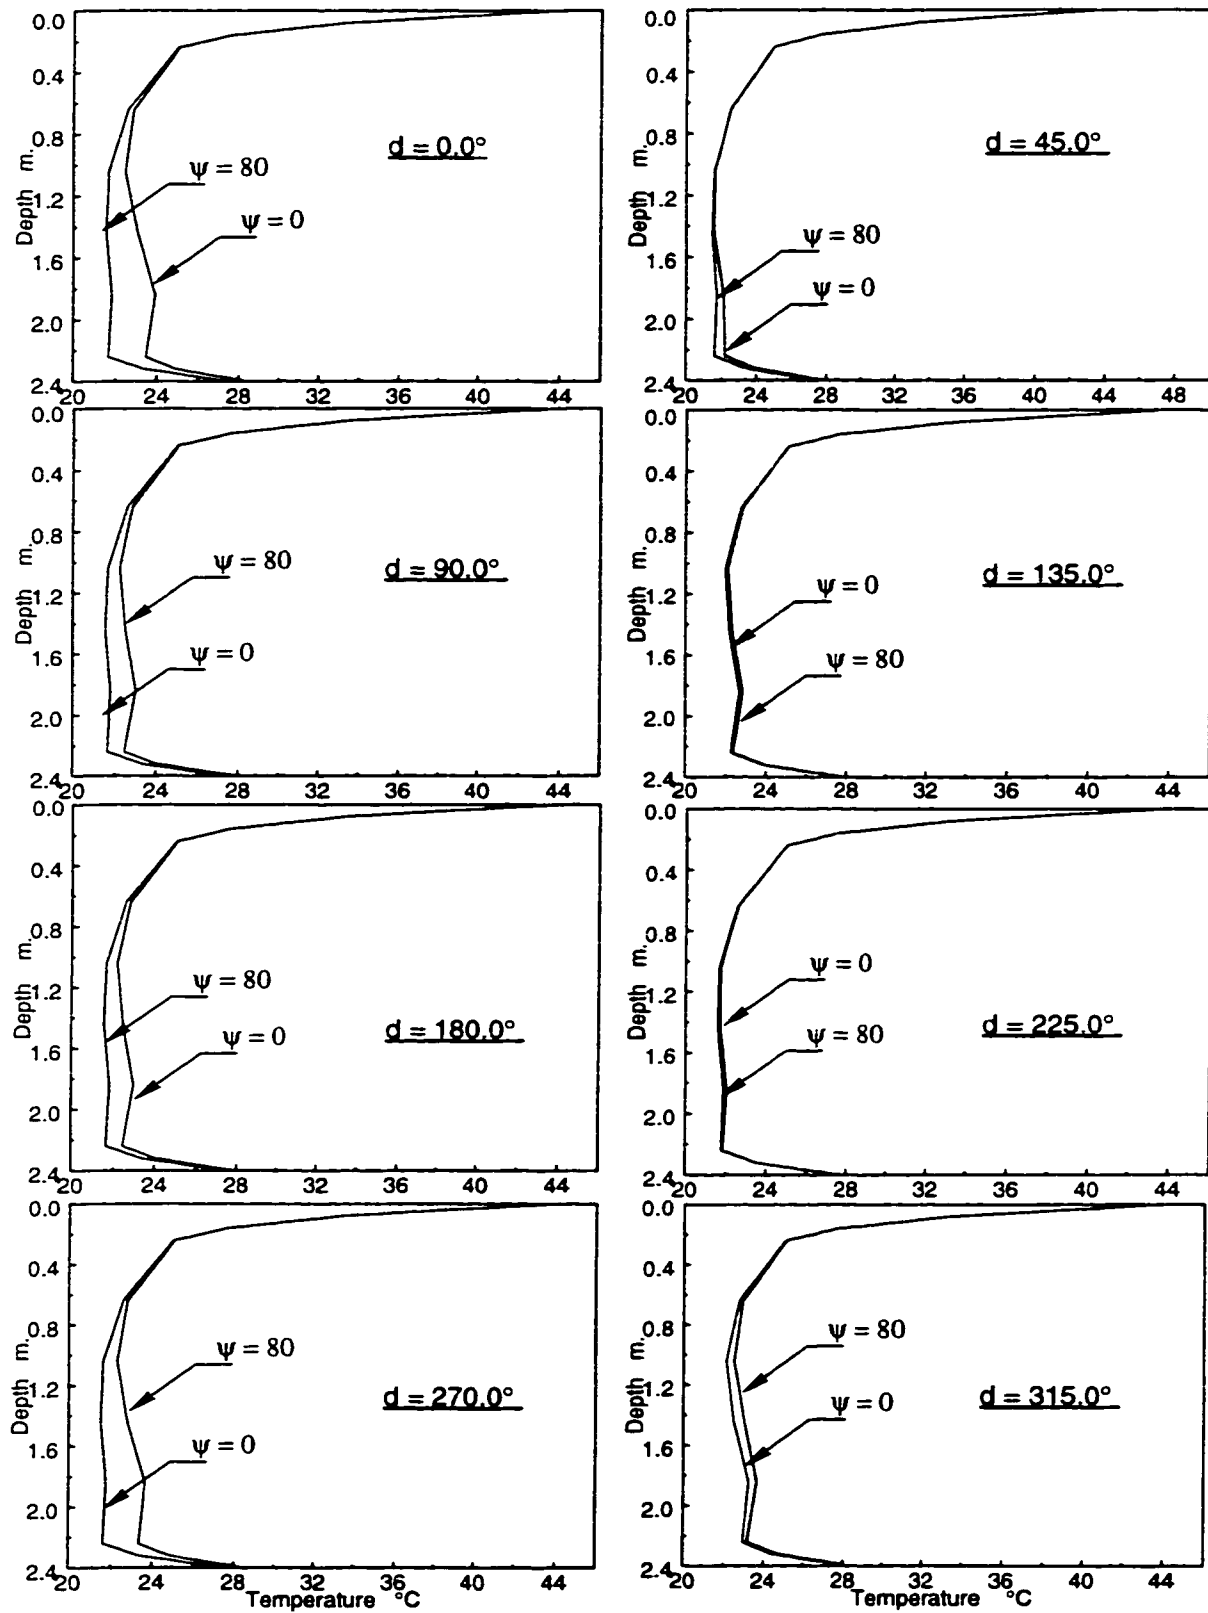 0.0
0.4
0.8
1.2
1.6
2.0
2.4
Depth m.
ψ = 80
ψ = 0
d = 0.0°
20 24 28 32 36 40 44
0.0
0.4
0.8
1.2
1.6
2.0
2.4
Depth m.
ψ = 80
ψ = 0
d = 45.0°
20 24 28 32 36 40 44 48
0.0
0.4
0.8
1.2
1.6
2.0
2.4
Depth m.
ψ = 80
ψ = 0
d = 90.0°
20 24 28 32 36 40 44
0.0
0.4
0.8
1.2
1.6
2.0
2.4
Depth m.
ψ = 0
ψ = 80
d = 135.0°
20 24 28 32 36 40 44
0.0
0.4
0.8
1.2
1.6
2.0
2.4
Depth m.
ψ = 80
ψ = 0
d = 180.0°
20 24 28 32 36 40 44
0.0
0.4
0.8
1.2
1.6
2.0
2.4
Depth m.
ψ = 0
ψ = 80
d = 225.0°
20 24 28 32 36 40 44
0.0
0.4
0.8
1.2
1.6
2.0
2.4
Depth m.
ψ = 80
ψ = 0
d = 270.0°
20 24 28 32 36 40 44
Temperature °C
0.0
0.4
0.8
1.2
1.6
2.0
2.4
Depth m.
ψ = 80
ψ = 0
d = 315.0°
20 24 28 32 36 40 44
Temperature °C